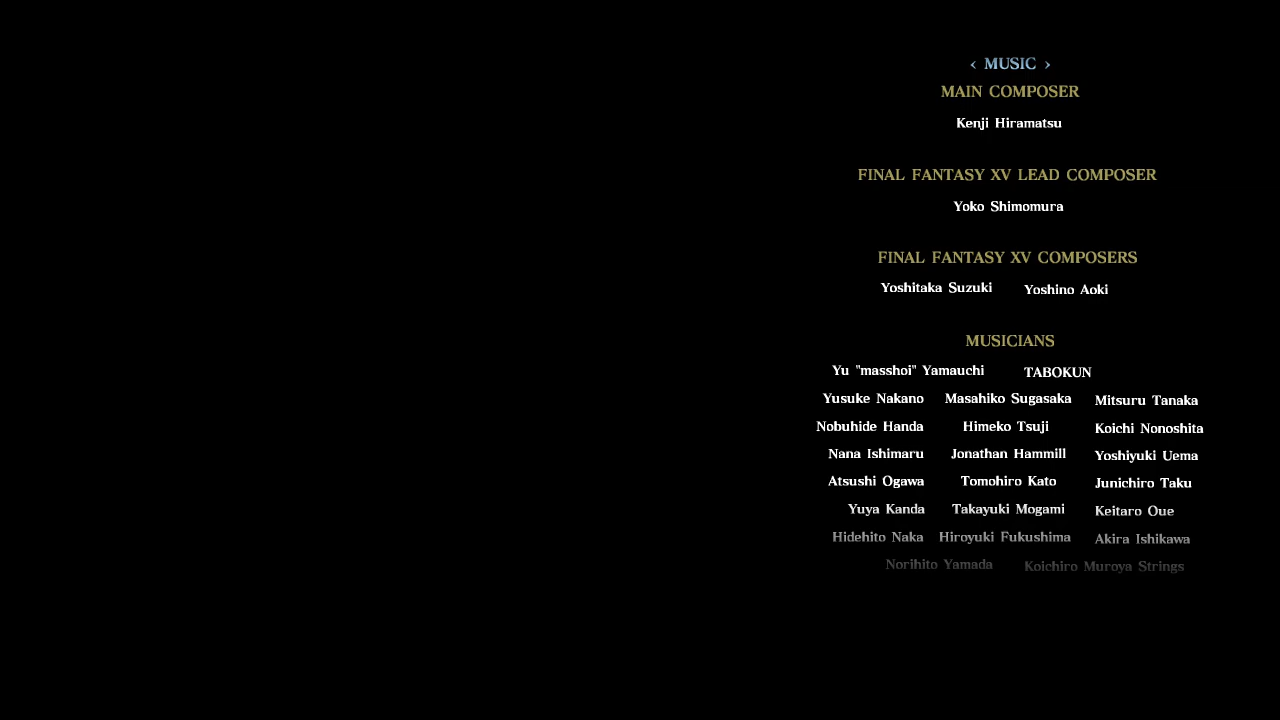 ‹ MUSIC ›
MAIN COMPOSER
Kenji Hiramatsu
FINAL FANTASY XV LEAD COMPOSER
Yoko Shimomura
FINAL FANTASY XV COMPOSERS
Yoshitaka Suzuki Yoshino Aoki
MUSICIANS
Yu "masshoi" Yamauchi TABOKUN
Yusuke Nakano Masahiko Sugasaka Mitsuru Tanaka
Nobuhide Handa Himeko Tsuji Koichi Nonoshita
Nana Ishimaru Jonathan Hammill Yoshiyuki Uema
Atsushi Ogawa Tomohiro Kato Junichiro Taku
Yuya Kanda Takayuki Mogami Keitaro Oue
Hidehito Naka Hiroyuki Fukushima Akira Ishikawa
Norihito Yamada Koichiro Muroya Strings